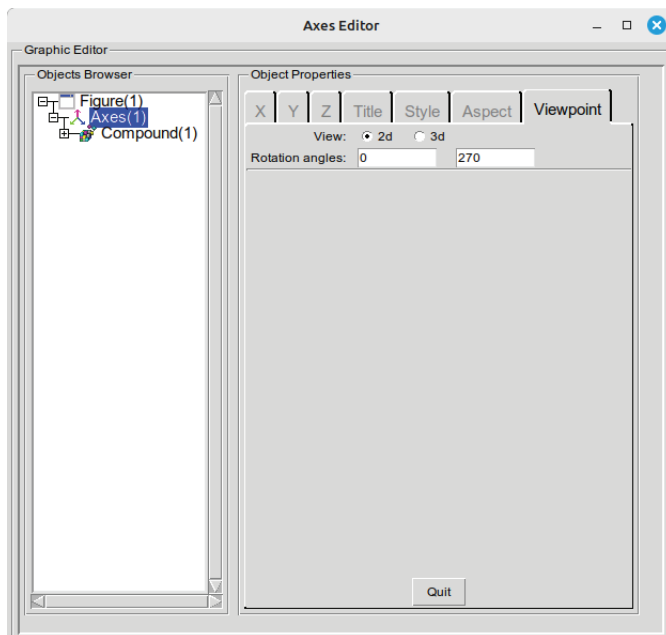 Axes Editor
Graphic Editor
Objects Browser
Figure(1)
Axes(1)
Compound(1)
Object Properties
X Y Z Title Style Aspect Viewpoint
View: 2d 3d
Rotation angles: 0 270
Quit